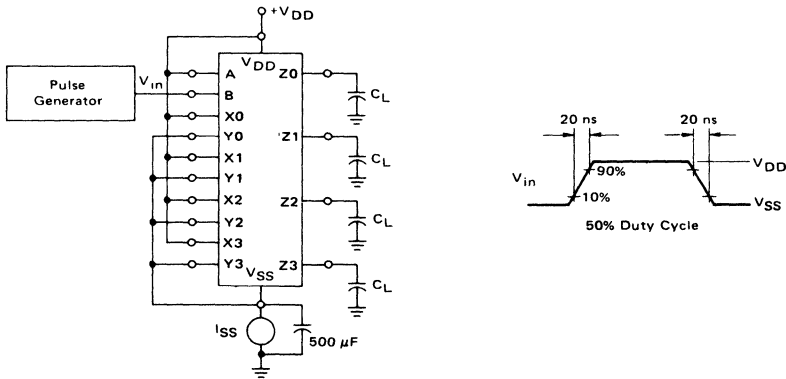 +VDD
VDD
Pulse
Generator
Vin
A
B
X0
Y0
X1
Y1
X2
Y2
X3
Y3
Z0
Z1
Z2
Z3
VSS
CL
CL
CL
CL
ISS
500 µF
20 ns
20 ns
Vin
90%
10%
VDD
VSS
50% Duty Cycle